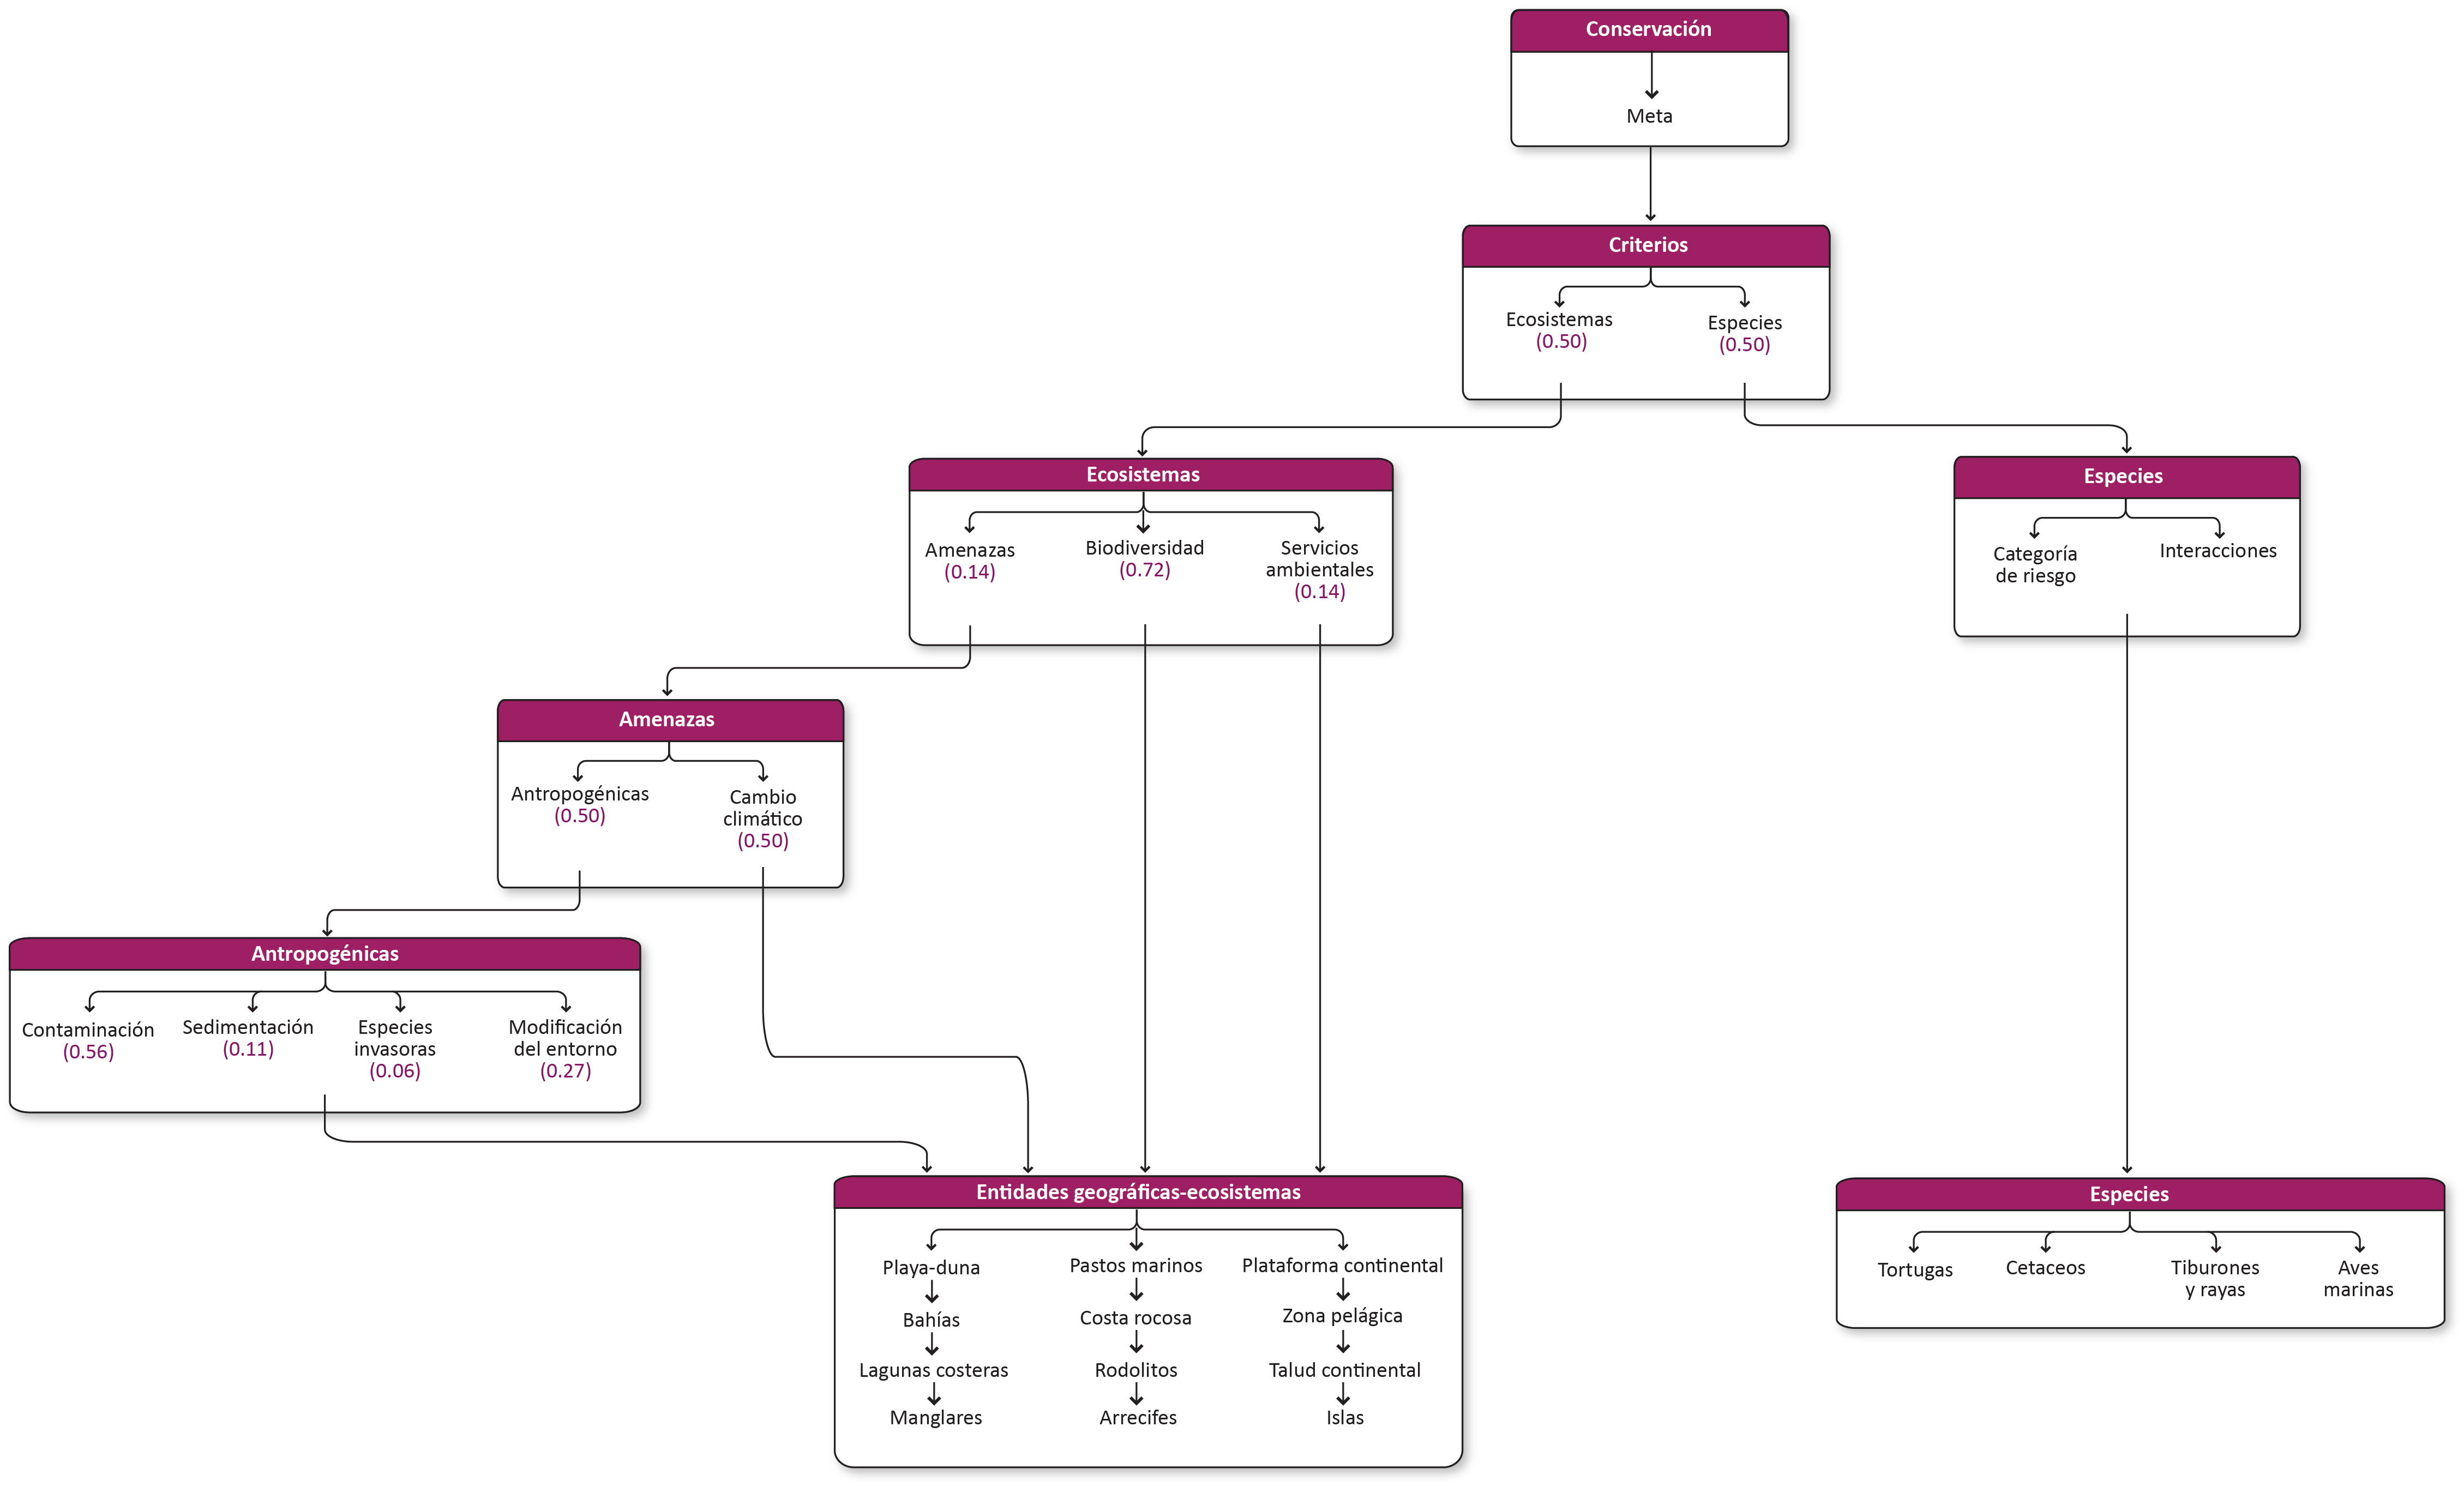 Conservación
Meta
Criterios
Ecosistemas
(0.50)
Especies
(0.50)
Ecosistemas
Amenazas
(0.14)
Biodiversidad
(0.72)
Servicios
ambientales
(0.14)
Especies
Categoría
de riesgo
Interacciones
Amenazas
Antropogénicas
(0.50)
Cambio
climático
(0.50)
Antropogénicas
Contaminación
(0.56)
Sedimentación
(0.11)
Especies
invasoras
(0.06)
Modificación
del entorno
(0.27)
Entidades geográficas-ecosistemas
Playa-duna
Bahías
Lagunas costeras
Manglares
Pastos marinos
Costa rocosa
Rodolitos
Arrecifes
Plataforma continental
Zona pelágica
Talud continental
Islas
Especies
Tortugas
Cetaceos
Tiburones
y rayas
Aves
marinas